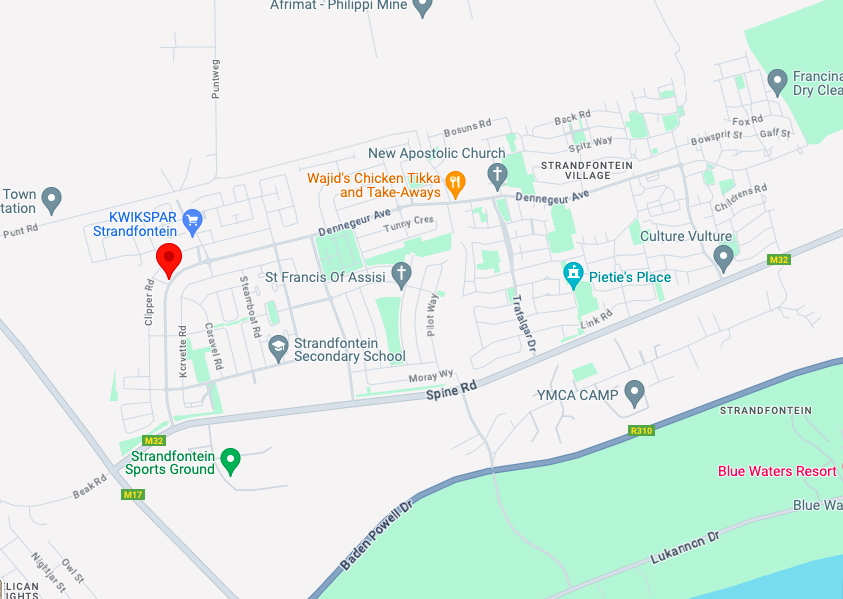 Afrimat - Philippi Mine
Puntweg
Francina
Dry Clea
Fox Rd
Gaff St
Bowsprit St
Back Rd
Bosuns Rd
Spitz Way
New Apostolic Church
STRANDFONTEIN
VILLAGE
Wajid's Chicken Tikka
and Take-Aways
Dennegeur Ave
Childrens Rd
Town
tation
KWIKSPAR
Strandfontein
Dennegeur Ave
Tunny Cres
Punt Rd
Culture Vulture
M32
St Francis Of Assisi
Pietie's Place
Clipper Rd
Steamboat Rd
Pilot Way
Trafalgar Dr
Link Rd
Korvette Rd
Caravel Rd
Strandfontein
Secondary School
Moray Wy
Spine Rd
YMCA CAMP
STRANDFONTEIN
R310
M32
Strandfontein
Sports Ground
Blue Waters Resort
Beak Rd
M17
Blue Wa
Baden Powell Dr
Lukannon Dr
Owl St
Nightjar St
ELICAN
IGHTS